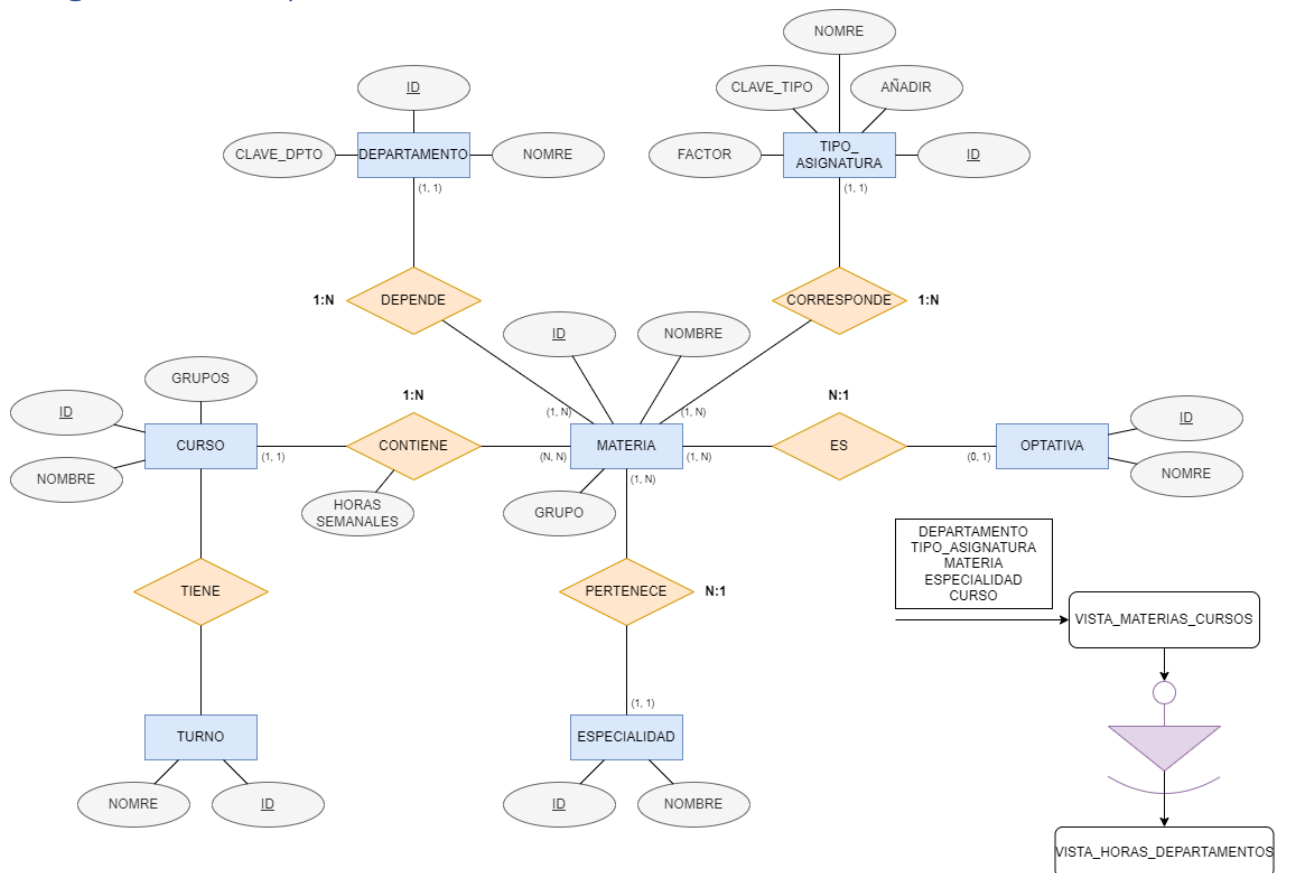 NOMRE
ID
CLAVE_TIPO
AÑADIR
CLAVE_DPTO
DEPARTAMENTO
NOMRE
FACTOR
TIPO_
ASIGNATURA
ID
(1, 1)
(1, 1)
1:N
DEPENDE
CORRESPONDE
1:N
ID
NOMBRE
GRUPOS
1:N
N:1
ID
(1, N)
(1, N)
ID
CURSO
CONTIENE
MATERIA
ES
OPTATIVA
(1, 1)
(N, N)
(1, N)
(0, 1)
NOMBRE
(1, N)
NOMRE
HORAS
SEMANALES
GRUPO
DEPARTAMENTO
TIPO_ASIGNATURA
MATERIA
ESPECIALIDAD
CURSO
TIENE
PERTENECE
N:1
VISTA_MATERIAS_CURSOS
(1, 1)
TURNO
ESPECIALIDAD
NOMRE
ID
ID
NOMBRE
VISTA_HORAS_DEPARTAMENTOS